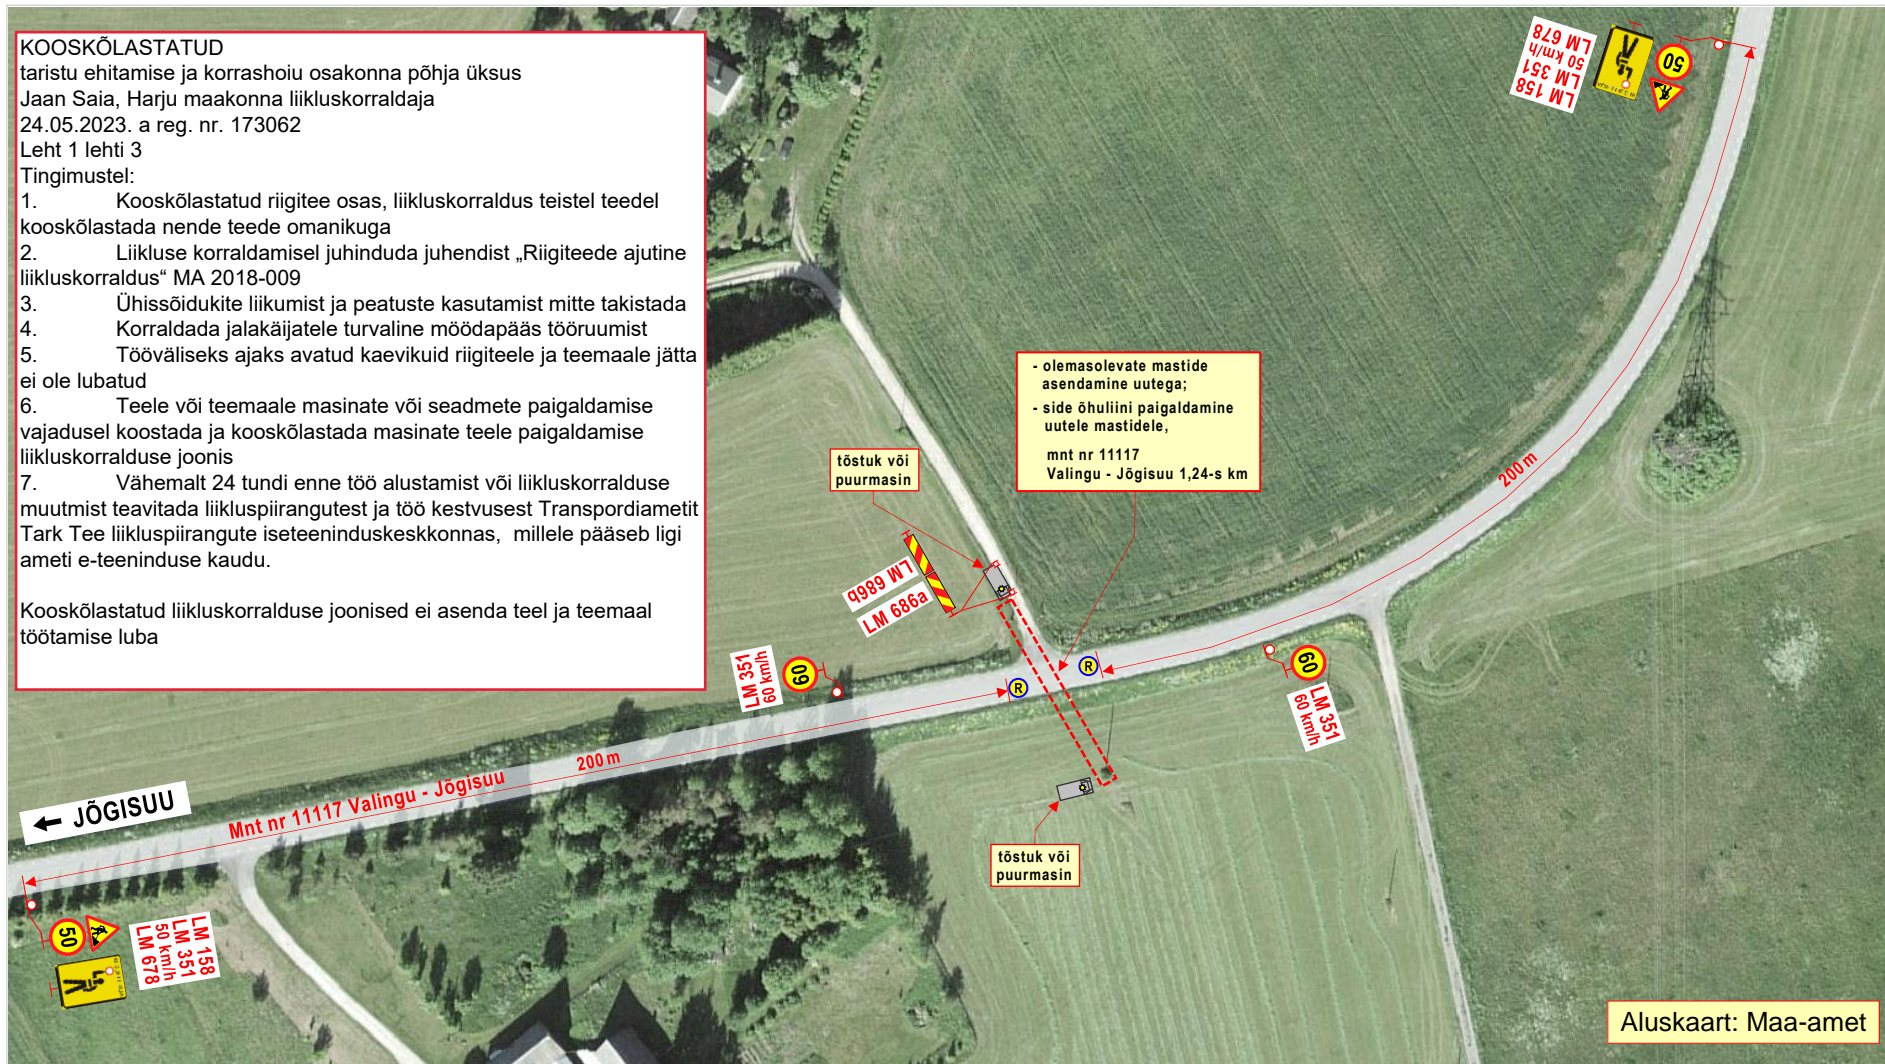 KOOSKÕLASTATUD
taristu ehitamise ja korrashoiu osakonna põhja üksus
Jaan Saia, Harju maakonna liikluskorraldaja
24.05.2023. a reg. nr. 173062
Leht 1 lehti 3
Tingimustel:
1. Kooskõlastatud riigitee osas, liikluskorraldus teistel teedel
kooskõlastada nende teede omanikuga
2. Liikluse korraldamisel juhinduda juhendist „Riigiteede ajutine
liikluskorraldus“ MA 2018-009
3. Ühissõidukite liikumist ja peatuste kasutamist mitte takistada
4. Korraldada jalakäijatele turvaline möödapääs tööruumist
5. Tööväliseks ajaks avatud kaevikuid riigiteele ja teemaale jätta
ei ole lubatud
6. Teele või teemaale masinate või seadmete paigaldamise
vajadusel koostada ja kooskõlastada masinate teele paigaldamise
liikluskorralduse joonis
7. Vähemalt 24 tundi enne töö alustamist või liikluskorralduse
muutmist teavitada liikluspiirangutest ja töö kestvusest Transpordiametit
Tark Tee liikluspiirangute iseteeninduskeskkonnas, millele pääseb ligi
ameti e-teeninduse kaudu.
Kooskõlastatud liikluskorralduse joonised ei asenda teel ja teemaal
töötamise luba
LM 158
LM 351
50 km/h
LM 678
50
- olemasolevate mastide
asendamine uutega;
- side õhuliini paigaldamine
uutele mastidele,
mnt nr 11117
Valingu - Jõgisuu 1,24-s km
tõstuk või
puurmasin
200 m
LM 686b
LM 686a
LM 351
60 km/h
60
R
R
60
LM 351
60 km/h
200 m
Mnt nr 11117 Valingu - Jõgisuu
← JÕGISUU
tõstuk või
puurmasin
50
LM 158
LM 351
50 km/h
LM 678
Aluskaart: Maa-amet